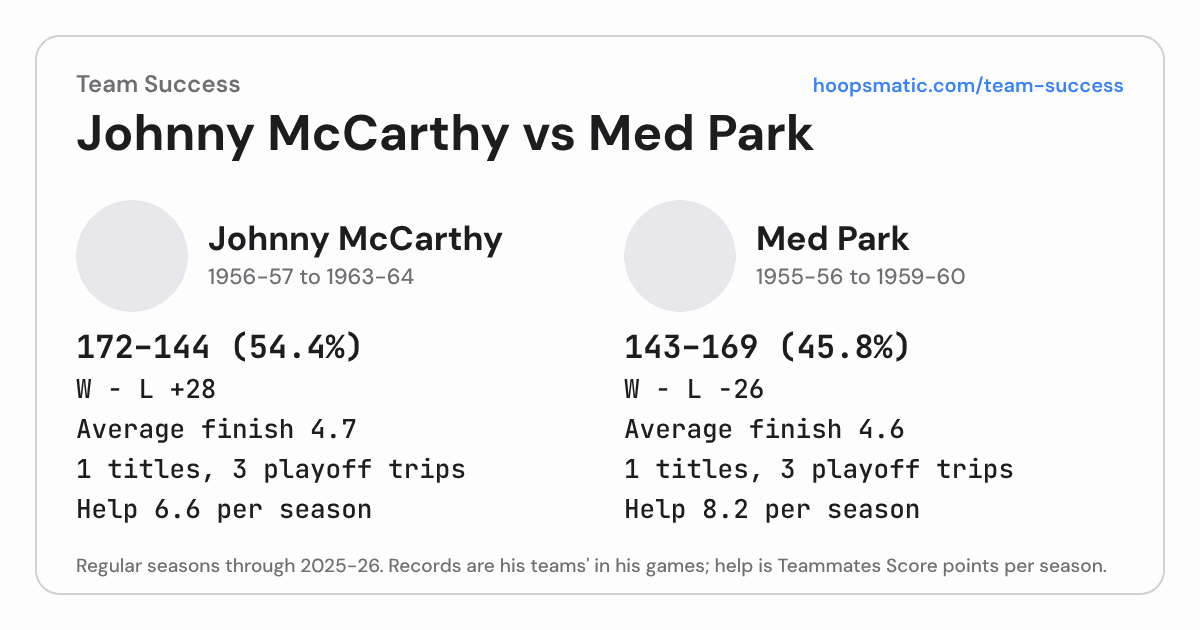 Team Success
hoopsmatic.com/team-success
Johnny McCarthy vs Med Park
Johnny McCarthy
1956-57 to 1963-64
172-144 (54.4%)
W - L +28
Average finish 4.7
1 titles, 3 playoff trips
Help 6.6 per season
Med Park
1955-56 to 1959-60
143-169 (45.8%)
W - L -26
Average finish 4.6
1 titles, 3 playoff trips
Help 8.2 per season
Regular seasons through 2025-26. Records are his teams' in his games; help is Teammates Score points per season.